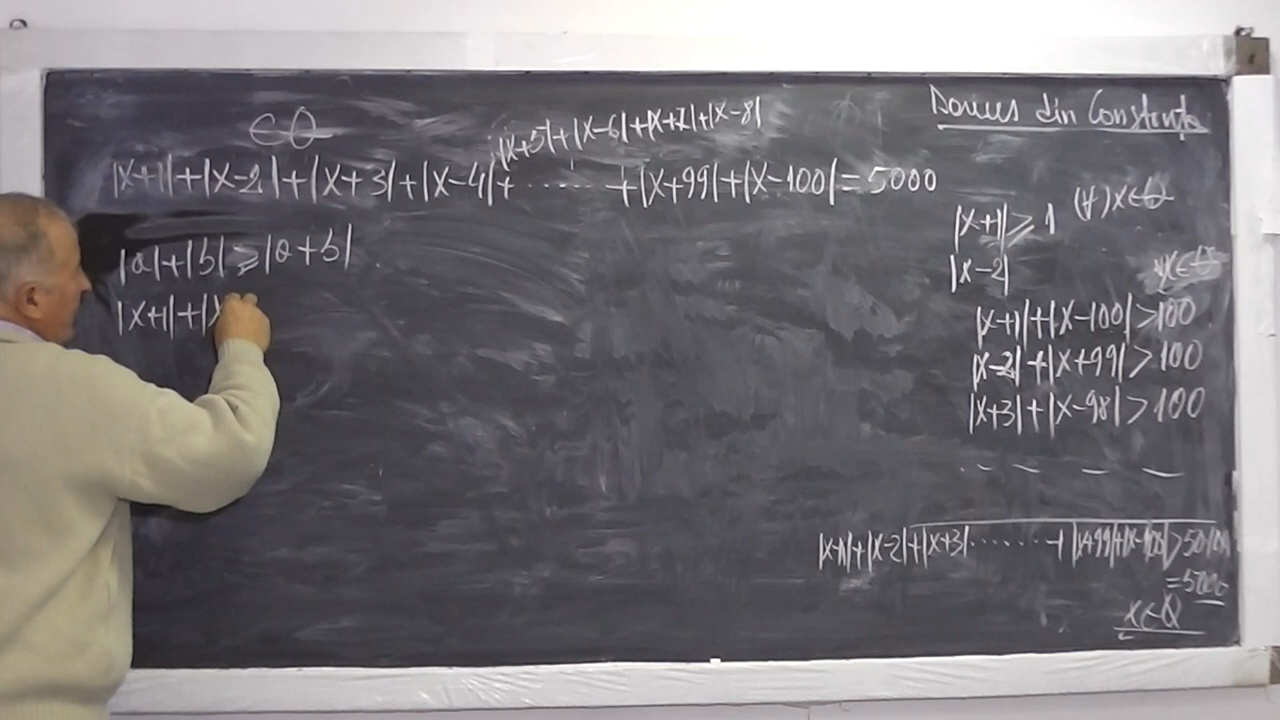 ∈ Q
|x+5|+|x-6|+|x+7|+|x-8|
|x+1|+|x-2|+|x+3|+|x-4|+.......+|x+99|+|x-100|=5000
|a|+|b|≥|a+b|
|x+1|+|x
din Constanța
|x+1|≥1 (∀)x∈Q
|x-2|
x∈Q
|x+1|+|x-100|>100
|x-2|+|x+99|>100
|x+3|+|x-98|>100
|x+1|+|x-2|+|x+3|.......+|x+99|+|x-100|>50·100
=5000
x∈Q